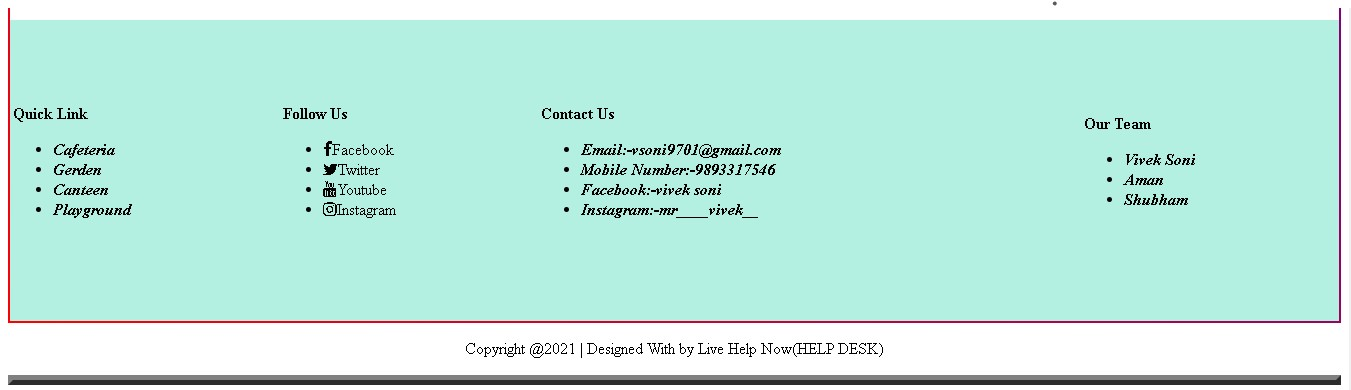 Quick Link
Cafeteria
Gerden
Canteen
Playground
Follow Us
Facebook
Twitter
Youtube
Instagram
Contact Us
Email:-vsoni9701@gmail.com
Mobile Number:-9893317546
Facebook:-vivek soni
Instagram:-mr____vivek__
Our Team
Vivek Soni
Aman
Shubham
Copyright @2021 | Designed With by Live Help Now(HELP DESK)